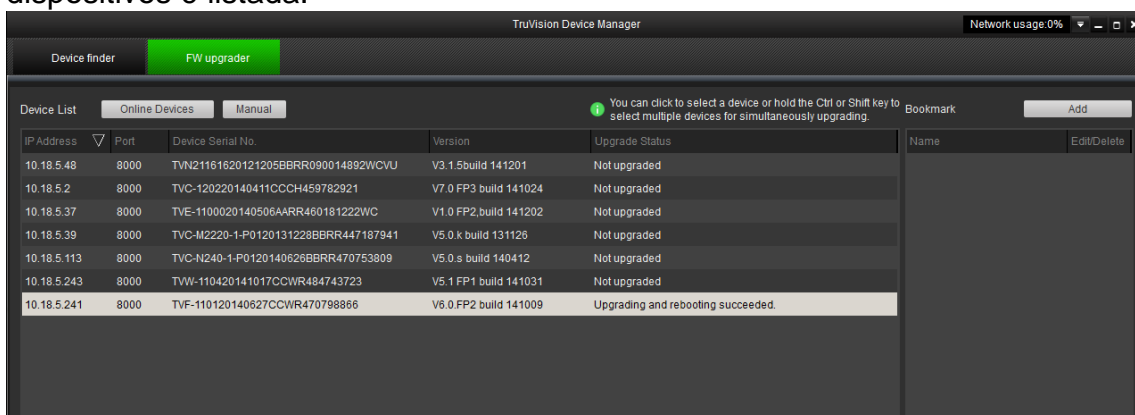 dispositivos é listada.
TruVision Device Manager
Network usage:0%
Device finder
FW upgrader
Device List
Online Devices
Manual
You can click to select a device or hold the Ctrl or Shift key to
select multiple devices for simultaneously upgrading.
Bookmark
Add
IP Address Port Device Serial No. Version Upgrade Status
Name Edit/Delete
10.18.5.48 8000 TVN21161620121205BBRR090014892WCVU V3.1.5build 141201 Not upgraded
10.18.5.2 8000 TVC-120220140411CCCH459782921 V7.0 FP3 build 141024 Not upgraded
10.18.5.37 8000 TVE-1100020140506AARR460181222WC V1.0 FP2,build 141202 Not upgraded
10.18.5.39 8000 TVC-M2220-1-P0120131228BBRR447187941 V5.0.k build 131126 Not upgraded
10.18.5.113 8000 TVC-N240-1-P0120140626BBRR470753809 V5.0.s build 140412 Not upgraded
10.18.5.243 8000 TVW-110420141017CCWR484743723 V5.1 FP1 build 141031 Not upgraded
10.18.5.241 8000 TVF-110120140627CCWR470798866 V6.0.FP2 build 141009 Upgrading and rebooting succeeded.